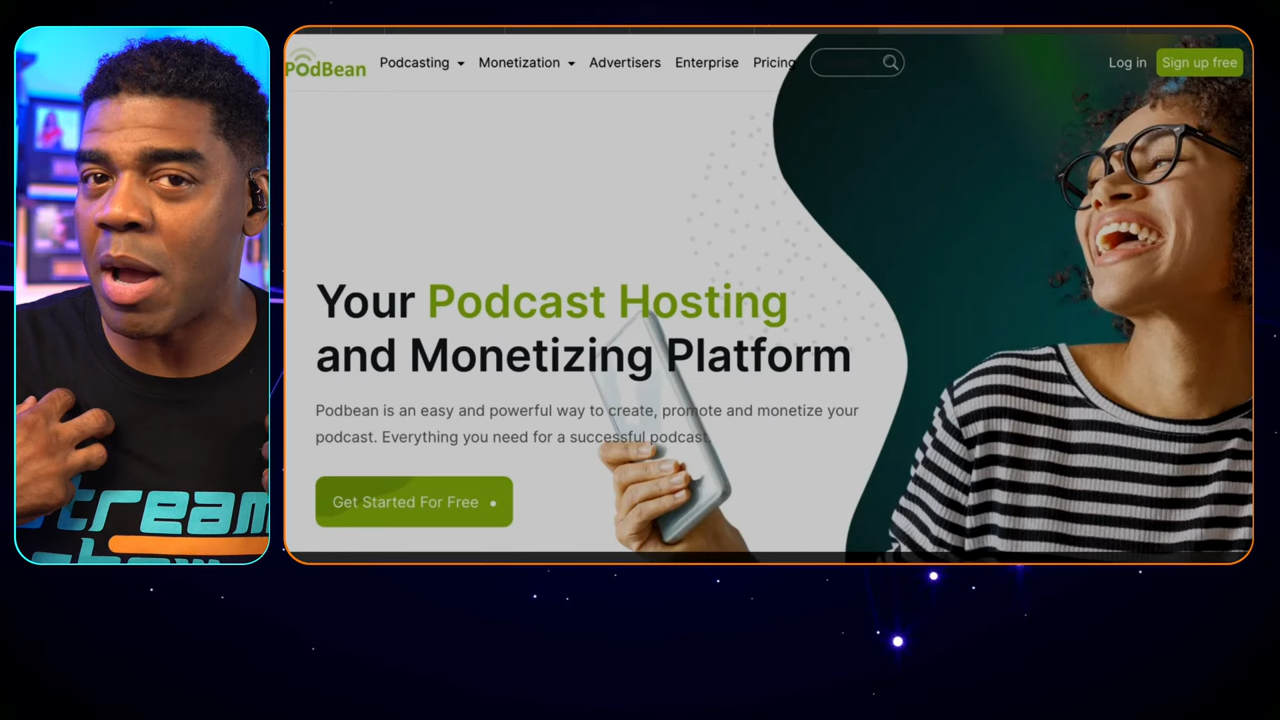 PodBean
Podcasting
Monetization
Advertisers
Enterprise
Pricing
Log in
Sign up free
Your Podcast Hosting
and Monetizing Platform
Podbean is an easy and powerful way to create, promote and monetize your
podcast. Everything you need for a successful podcast.
Get Started For Free
stream